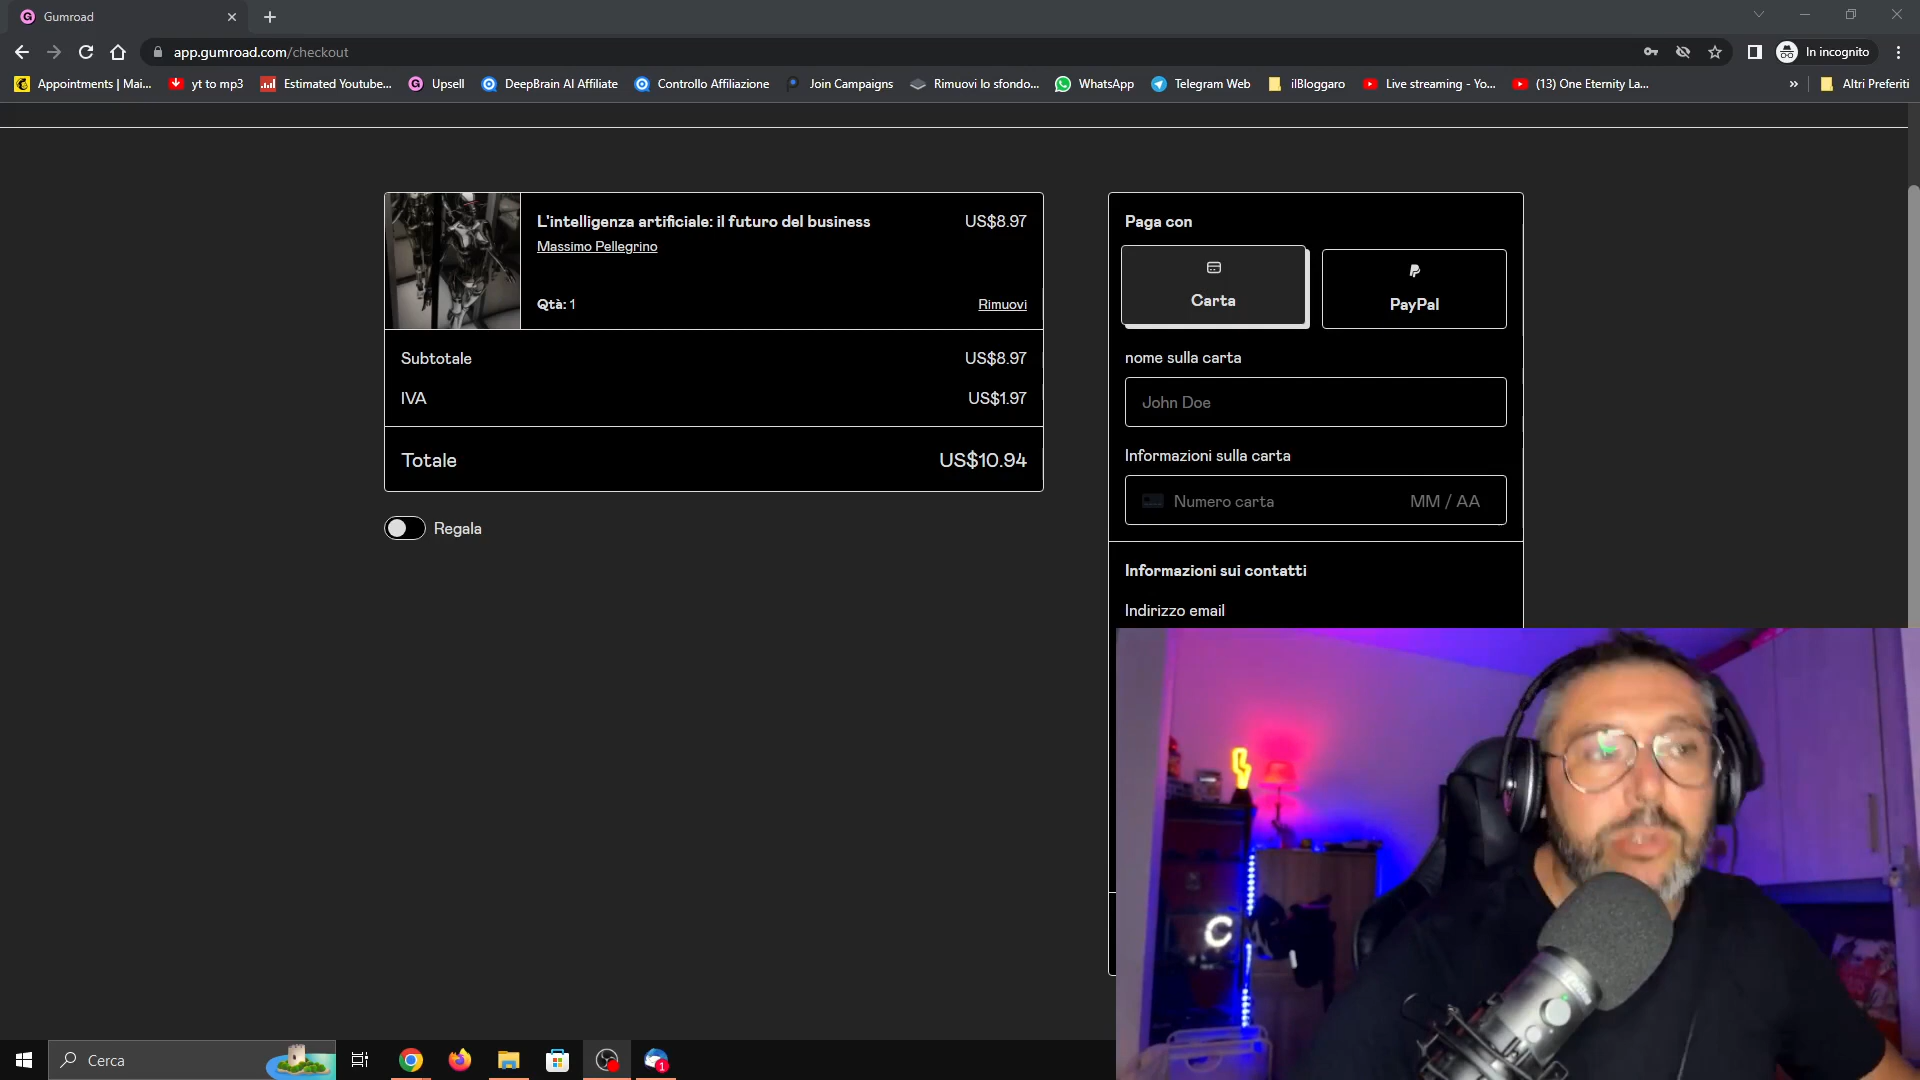 Gumroad
app.gumroad.com/checkout
In incognito
Appointments | Mai...
yt to mp3
Estimated Youtube...
Upsell
DeepBrain AI Affiliate
Controllo Affiliazione
Join Campaigns
Rimuovi lo sfondo...
WhatsApp
Telegram Web
ilBloggaro
Live streaming - Yo...
(13) One Eternity La...
»
Altri Preferiti
L'intelligenza artificiale: il futuro del business
US$8.97
Massimo Pellegrino
Qtà: 1
Rimuovi
Subtotale
US$8.97
IVA
US$1.97
Totale
US$10.94
Regala
Paga con
Carta
PayPal
nome sulla carta
John Doe
Informazioni sulla carta
Numero carta
MM / AA
Informazioni sui contatti
Indirizzo email
C
Cerca
1